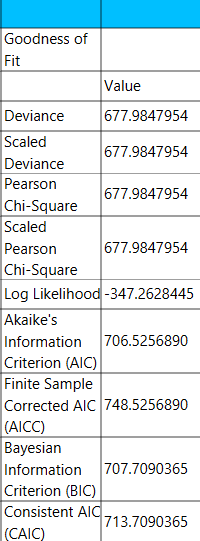 Goodness of
Fit
Value
Deviance 677.9847954
Scaled
Deviance 677.9847954
Pearson
Chi-Square 677.9847954
Scaled
Pearson
Chi-Square 677.9847954
Log Likelihood -347.2628445
Akaike's
Information
Criterion (AIC) 706.5256890
Finite Sample
Corrected AIC
(AICC) 748.5256890
Bayesian
Information
Criterion (BIC) 707.7090365
Consistent AIC
(CAIC) 713.7090365